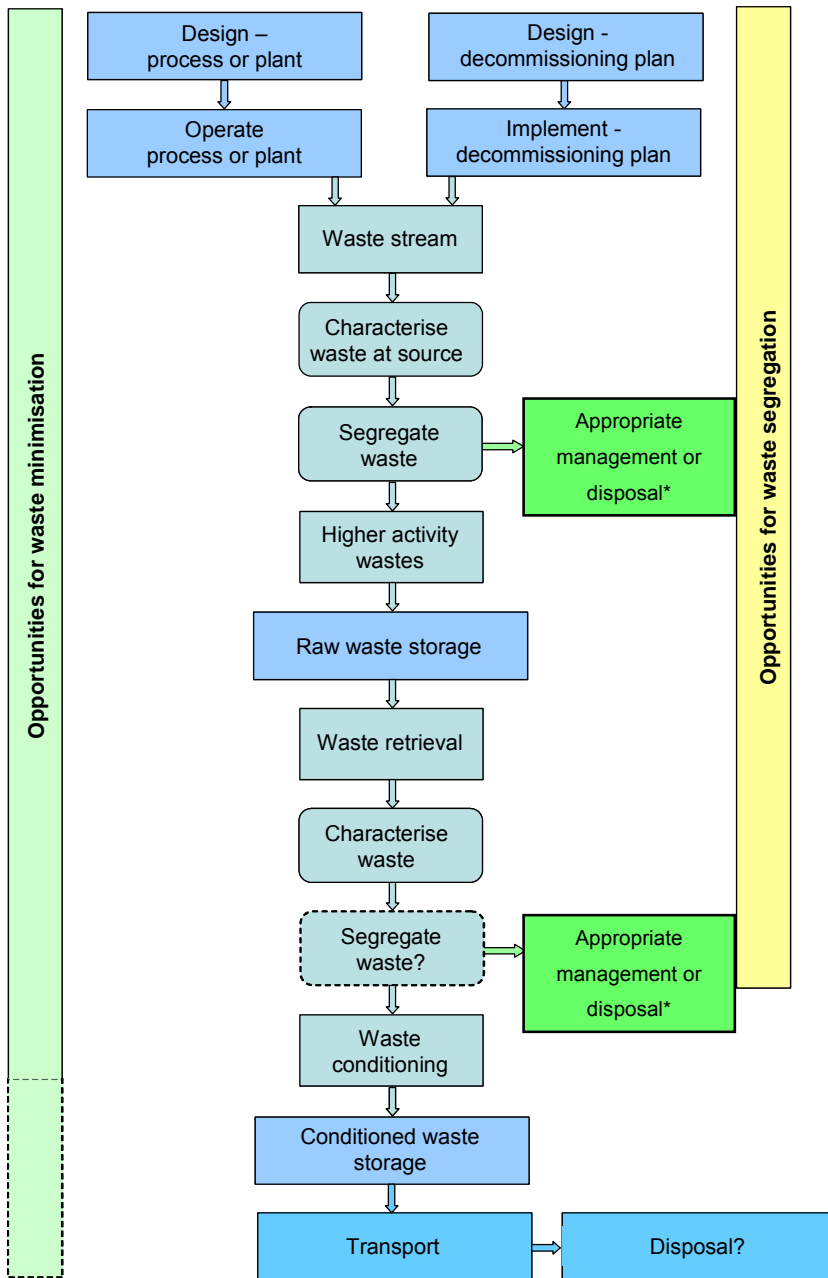 Design –
process or plant
Design -
decommissioning plan
Operate
process or plant
Implement -
decommissioning plan
Waste stream
Characterise
waste at source
Segregate
waste
Appropriate
management or
disposal*
Higher activity
wastes
Raw waste storage
Waste retrieval
Characterise
waste
Segregate
waste?
Appropriate
management or
disposal*
Waste
conditioning
Conditioned waste
storage
Transport
Disposal?
Opportunities for waste minimisation
Opportunities for waste segregation